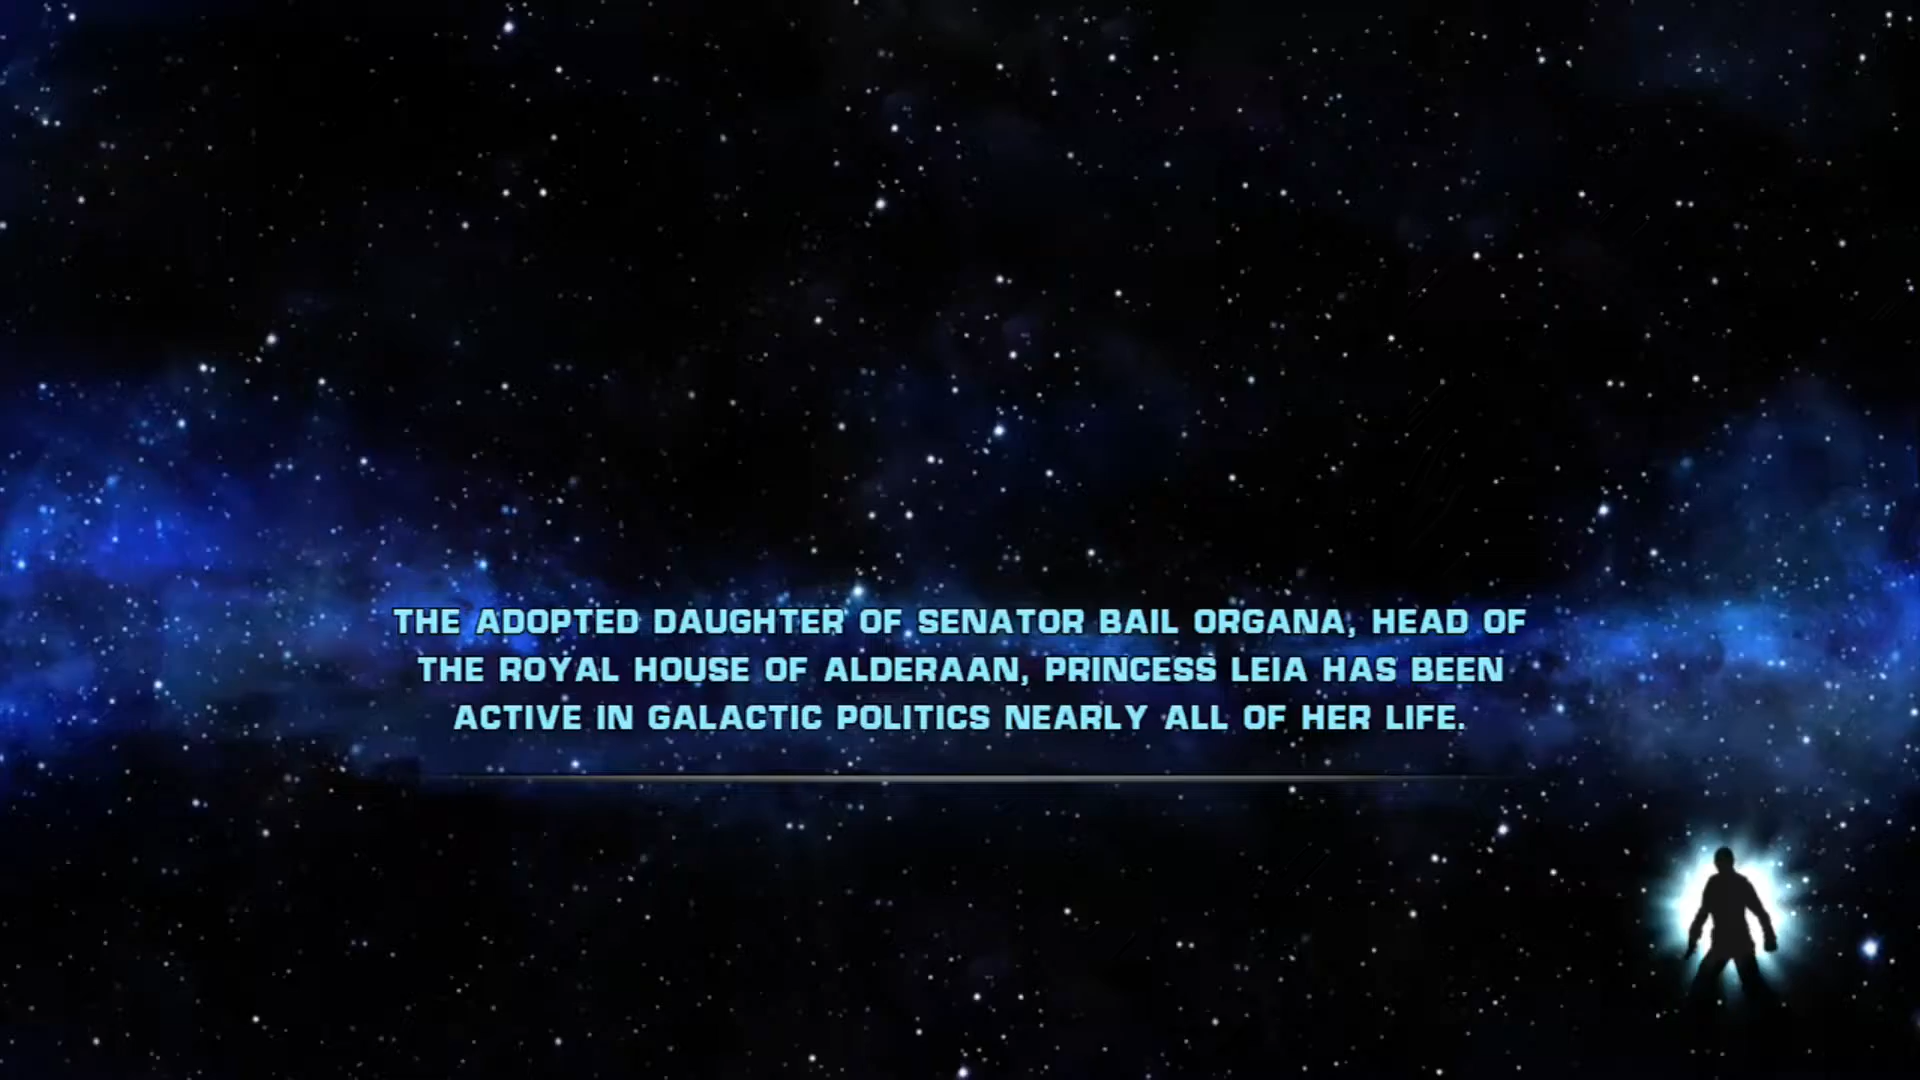 THE ADOPTED DAUGHTER OF SENATOR BAIL ORGANA, HEAD OF
THE ROYAL HOUSE OF ALDERAAN, PRINCESS LEIA HAS BEEN
ACTIVE IN GALACTIC POLITICS NEARLY ALL OF HER LIFE.